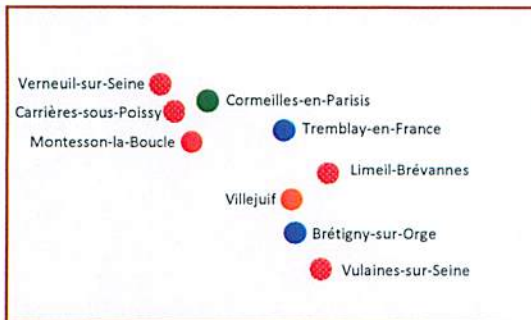 Verneuil-sur-Seine
Cormeilles-en-Parisis
Carrières-sous-Poissy
Tremblay-en-France
Montesson-la-Boucle
Limeil-Brévannes
Villejuif
Brétigny-sur-Orge
Vulaines-sur-Seine